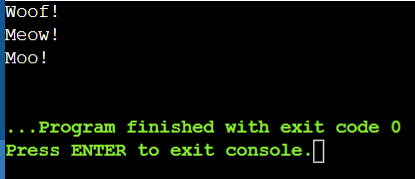 Woof!
Meow!
Moo!
...Program finished with exit code 0
Press ENTER to exit console.